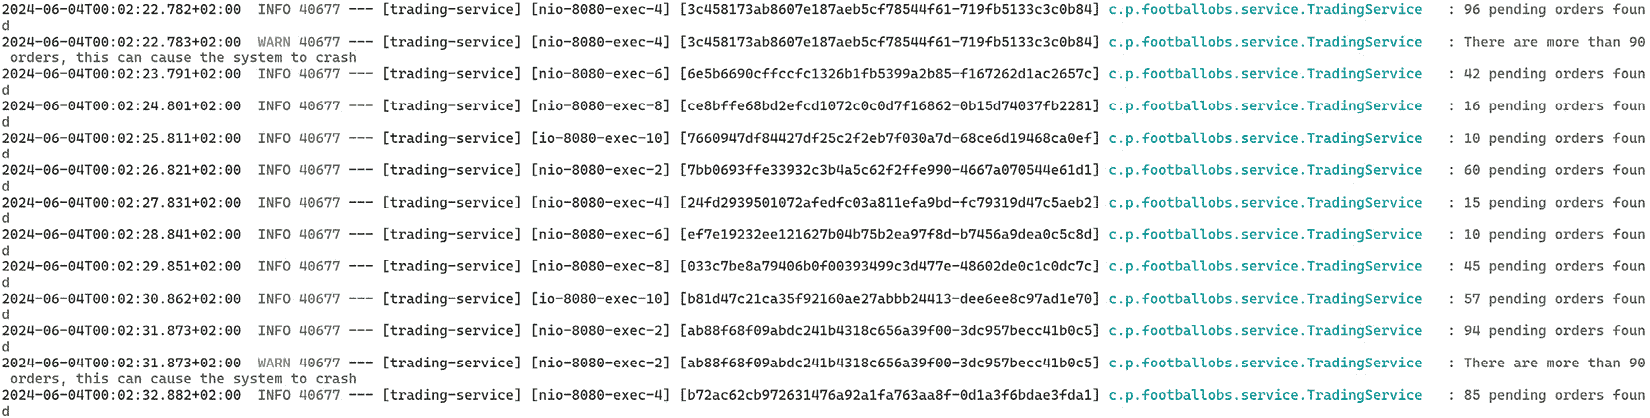 2024-06-04T00:02:22.782+02:00  INFO 40677 --- [trading-service] [nio-8080-exec-4] [3c458173ab8607e187aeb5cf78544f61-719fb5133c3c0b84] c.p.footballobs.service.TradingService   : 96 pending orders foun
d
2024-06-04T00:02:22.783+02:00  WARN 40677 --- [trading-service] [nio-8080-exec-4] [3c458173ab8607e187aeb5cf78544f61-719fb5133c3c0b84] c.p.footballobs.service.TradingService   : There are more than 90
 orders, this can cause the system to crash
2024-06-04T00:02:23.791+02:00  INFO 40677 --- [trading-service] [nio-8080-exec-6] [6e5b6690cffccfc1326b1fb5399a2b85-f167262d1ac2657c] c.p.footballobs.service.TradingService   : 42 pending orders foun
d
2024-06-04T00:02:24.801+02:00  INFO 40677 --- [trading-service] [nio-8080-exec-8] [ce8bffe68bd2efcd1072c0c0d7f16862-0b15d74037fb2281] c.p.footballobs.service.TradingService   : 16 pending orders foun
d
2024-06-04T00:02:25.811+02:00  INFO 40677 --- [trading-service] [io-8080-exec-10] [7660947df84427df25c2f2eb7f030a7d-68ce6d19468ca0ef] c.p.footballobs.service.TradingService   : 10 pending orders foun
d
2024-06-04T00:02:26.821+02:00  INFO 40677 --- [trading-service] [nio-8080-exec-2] [7bb0693ffe33932c3b4a5c62f2ffe990-4667a070544e61d1] c.p.footballobs.service.TradingService   : 60 pending orders foun
d
2024-06-04T00:02:27.831+02:00  INFO 40677 --- [trading-service] [nio-8080-exec-4] [24fd2939501072afedfc03a811efa9bd-fc79319d47c5aeb2] c.p.footballobs.service.TradingService   : 15 pending orders foun
d
2024-06-04T00:02:28.841+02:00  INFO 40677 --- [trading-service] [nio-8080-exec-6] [ef7e19232ee121627b04b75b2ea97f8d-b7456a9dea0c5c8d] c.p.footballobs.service.TradingService   : 10 pending orders foun
d
2024-06-04T00:02:29.851+02:00  INFO 40677 --- [trading-service] [nio-8080-exec-8] [033c7be8a79406b0f00393499c3d477e-48602de0c1c0dc7c] c.p.footballobs.service.TradingService   : 45 pending orders foun
d
2024-06-04T00:02:30.862+02:00  INFO 40677 --- [trading-service] [io-8080-exec-10] [b81d47c21ca35f92160ae27abbb24413-dee6ee8c97ad1e70] c.p.footballobs.service.TradingService   : 57 pending orders foun
d
2024-06-04T00:02:31.873+02:00  INFO 40677 --- [trading-service] [nio-8080-exec-2] [ab88f68f09abdc241b4318c656a39f00-3dc957becc41b0c5] c.p.footballobs.service.TradingService   : 94 pending orders foun
d
2024-06-04T00:02:31.873+02:00  WARN 40677 --- [trading-service] [nio-8080-exec-2] [ab88f68f09abdc241b4318c656a39f00-3dc957becc41b0c5] c.p.footballobs.service.TradingService   : There are more than 90
 orders, this can cause the system to crash
2024-06-04T00:02:32.882+02:00  INFO 40677 --- [trading-service] [nio-8080-exec-4] [b72ac62cb972631476a92a1fa763aa8f-0d1a3f6bdae3fda1] c.p.footballobs.service.TradingService   : 85 pending orders foun
d